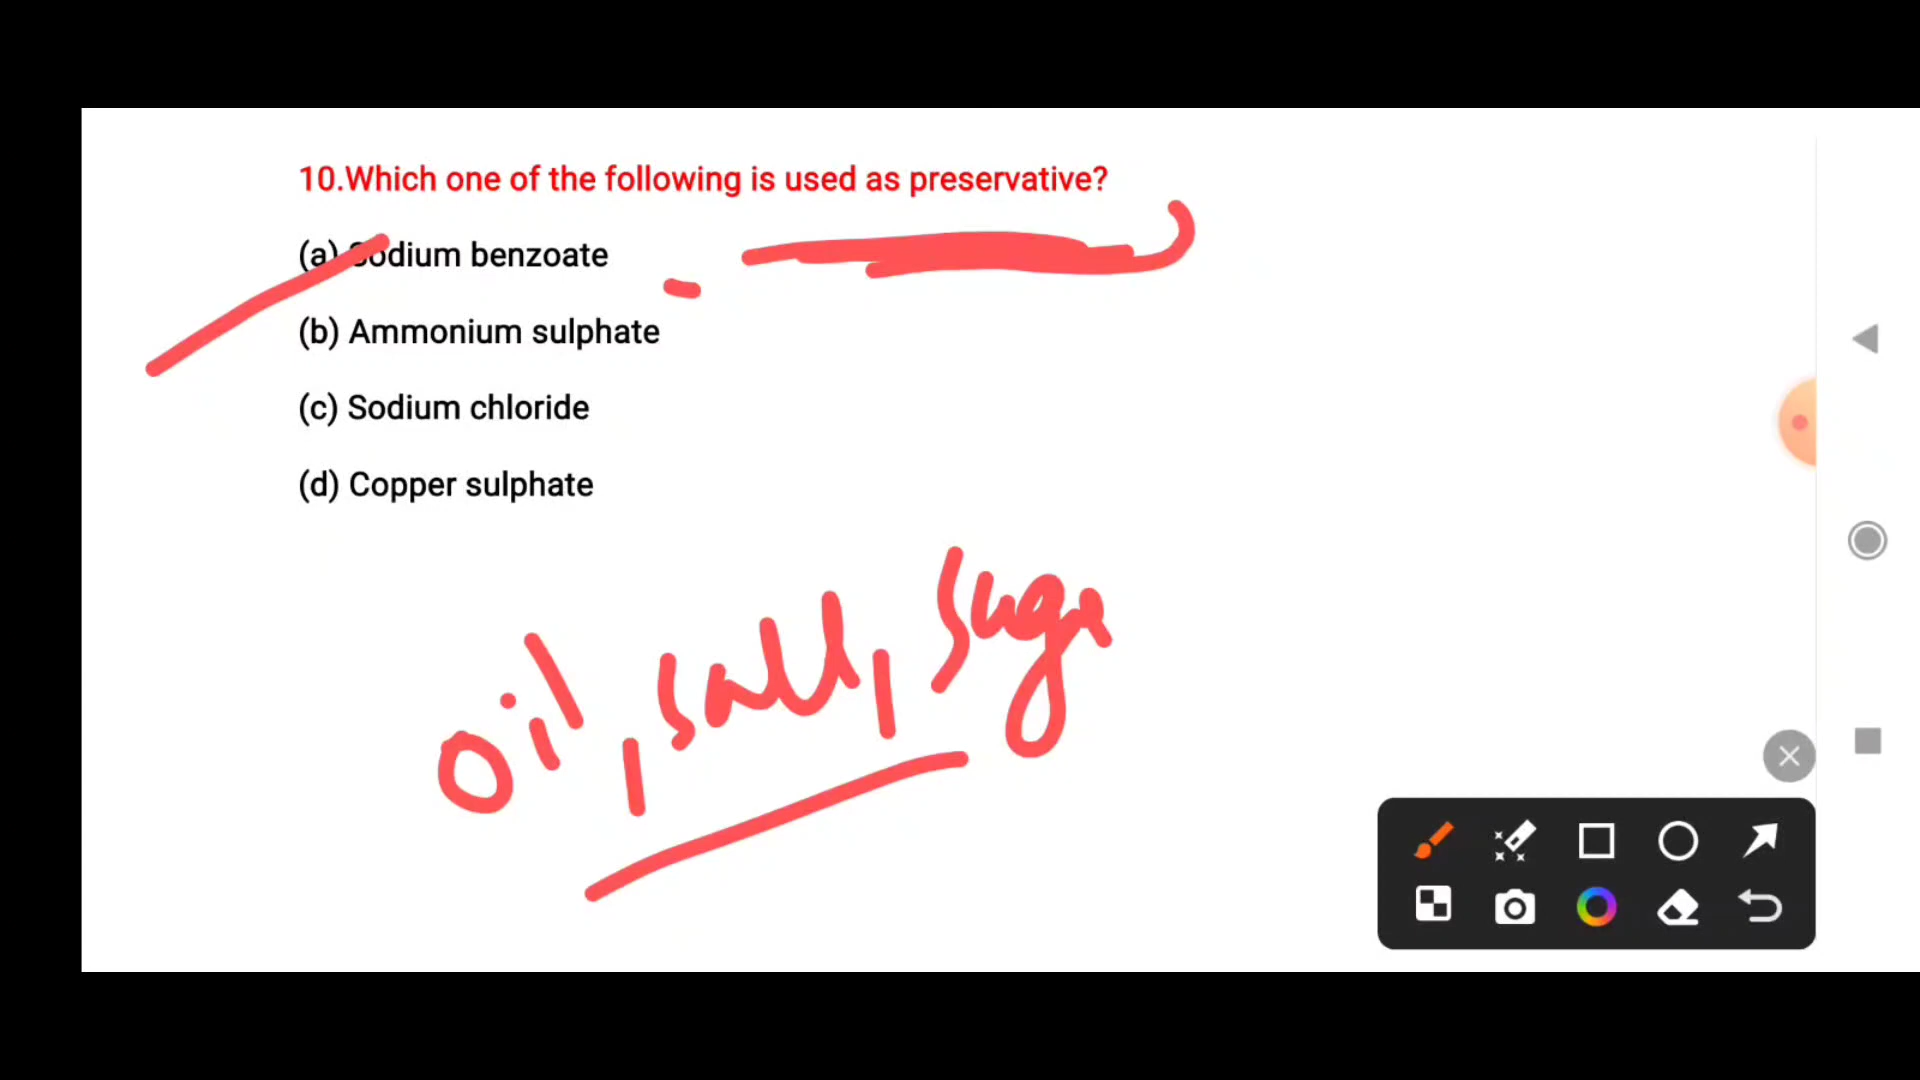 10.Which one of the following is used as preservative?
(a) Sodium benzoate
(b) Ammonium sulphate
(c) Sodium chloride
(d) Copper sulphate
oil, salt, suga